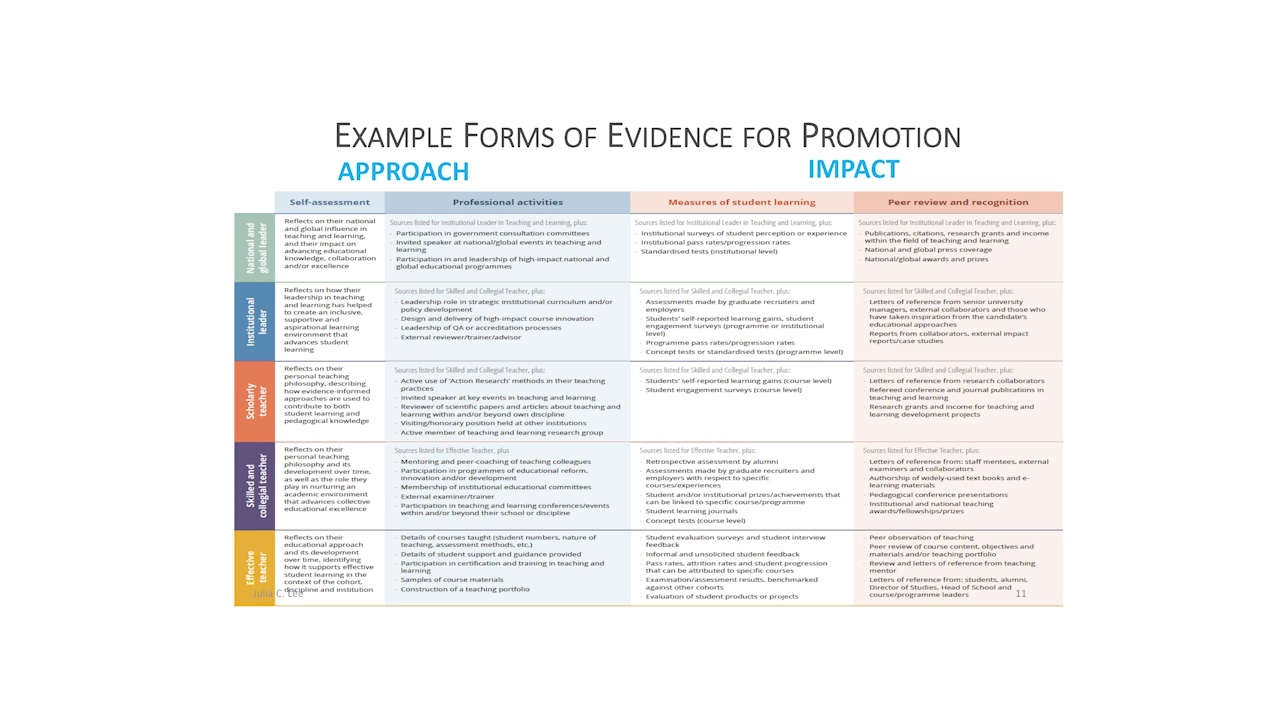 EXAMPLE FORMS OF EVIDENCE FOR PROMOTION
APPROACH
IMPACT
Self-assessment
Professional activities
Measures of student learning
Peer review and recognition
National and
global leader
Reflects on their national
and global influence in
teaching and learning,
and their impact on
advancing educational
knowledge, collaboration
and/or excellence
Sources listed for Institutional Leader in Teaching and Learning, plus:
· Participation in government consultation committees
· Invited speaker at national/global events in teaching and
learning
· Participation in and leadership of high-impact national and
global educational programmes
Sources listed for Institutional Leader in Teaching and Learning, plus:
· Institutional surveys of student perception or experience
· Institutional pass rates/progression rates
· Standardised tests (institutional level)
Sources listed for Institutional Leader in Teaching and Learning, plus:
· Publications, citations, research grants and income
within the field of teaching and learning
· National and global press coverage
· National/global awards and prizes
Institutional
leader
Reflects on how their
leadership in teaching
and learning has helped
to create an inclusive,
supportive and
aspirational learning
environment that
advances student
learning
Sources listed for Skilled and Collegial Teacher, plus:
· Leadership role in strategic institutional curriculum and/or
policy development
· Design and delivery of high-impact course innovation
· Leadership of QA or accreditation processes
· External reviewer/trainer/advisor
Sources listed for Skilled and Collegial Teacher, plus:
· Assessments made by graduate recruiters and
employers
· Students' self-reported learning gains, student
engagement surveys (programme or institutional
level)
· Programme pass rates/progression rates
· Concept tests or standardised tests (programme level)
Sources listed for Skilled and Collegial Teacher, plus:
· Letters of reference from senior university
managers, external collaborators and those who
have taken inspiration from the candidate's
educational approaches
· Reports from collaborators, external impact
reports/case studies
Scholarly
teacher
Reflects on their
personal teaching
philosophy, describing
how evidence-informed
approaches are used to
contribute to both
student learning and
pedagogical knowledge
Sources listed for Skilled and Collegial Teacher, plus:
· Active use of 'Action Research' methods in their teaching
practices
· Invited speaker at key events in teaching and learning
· Reviewer of scientific papers and articles about teaching and
learning within and/or beyond own discipline
· Visiting/honorary position held at other institutions
· Active member of teaching and learning research group
Sources listed for Skilled and Collegial Teacher, plus:
· Students' self-reported learning gains (course level)
· Student engagement surveys (course level)
Sources listed for Skilled and Collegial Teacher, plus:
· Letters of reference from research collaborators
· Refereed conference and journal publications in
teaching and learning
· Research grants and income for teaching and
learning development projects
Skilled and
collegial teacher
Reflects on their
personal teaching
philosophy and its
development over time,
as well as the role they
play in nurturing an
academic environment
that advances collective
educational excellence
Sources listed for Effective Teacher, plus
· Mentoring and peer-coaching of teaching colleagues
· Participation in programmes of educational reform,
innovation and/or development
· Membership of institutional educational committees
· External examiner/trainer
· Participation in teaching and learning conferences/events
within and/or beyond their school or discipline
Sources listed for Effective Teacher, plus:
· Retrospective assessment by alumni
· Assessments made by graduate recruiters and
employers with respect to specific
courses/experiences
· Student and/or institutional prizes/achievements that
can be linked to specific course/programme
· Student learning journals
· Concept tests (course level)
Sources listed for Effective Teacher, plus:
· Letters of reference from: staff mentees, external
examiners and collaborators
· Authorship of widely-used text books and e-
learning materials
· Pedagogical conference presentations
· Institutional and national teaching
awards/fellowships/prizes
Effective
teacher
Reflects on their
educational approach
and its development
over time, identifying
how it supports effective
student learning in the
context of the cohort,
discipline and institution
· Details of courses taught (student numbers, nature of
teaching, assessment methods, etc.)
· Details of student support and guidance provided
· Participation in certification and training in teaching and
learning
· Samples of course materials
· Construction of a teaching portfolio
· Student evaluation surveys and student interview
feedback
· Informal and unsolicited student feedback
· Pass rates, attrition rates and student progression
that can be attributed to specific courses
· Examination/assessment results, benchmarked
against other cohorts
· Evaluation of student products or projects
· Peer observation of teaching
· Peer review of course content, objectives and
materials and/or teaching portfolio
· Review and letters of reference from teaching
mentor
· Letters of reference from: students, alumni,
Director of Studies, Head of School and
course/programme leaders
Julia C. Lee
11